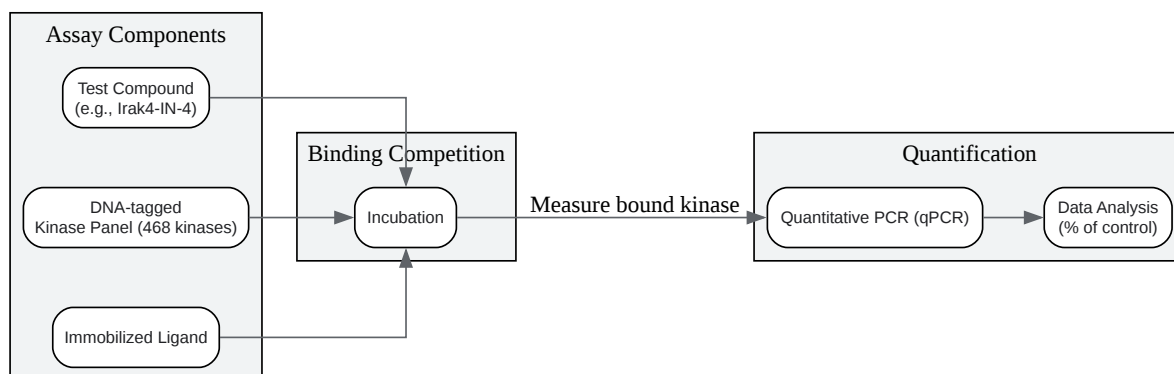 Assay Components
Test Compound
(e.g., Irak4-IN-4)
DNA-tagged
Kinase Panel (468 kinases)
Immobilized Ligand
Binding Competition
Incubation
Measure bound kinase
Quantification
Quantitative PCR (qPCR)
Data Analysis
(% of control)